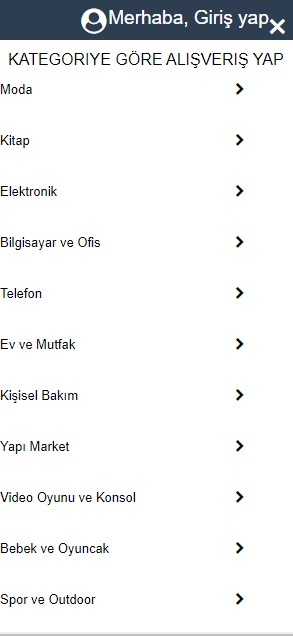 Merhaba, Giriş yap
KATEGORIYE GÖRE ALIŞVERIŞ YAP
Moda
Kitap
Elektronik
Bilgisayar ve Ofis
Telefon
Ev ve Mutfak
Kişisel Bakım
Yapı Market
Video Oyunu ve Konsol
Bebek ve Oyuncak
Spor ve Outdoor